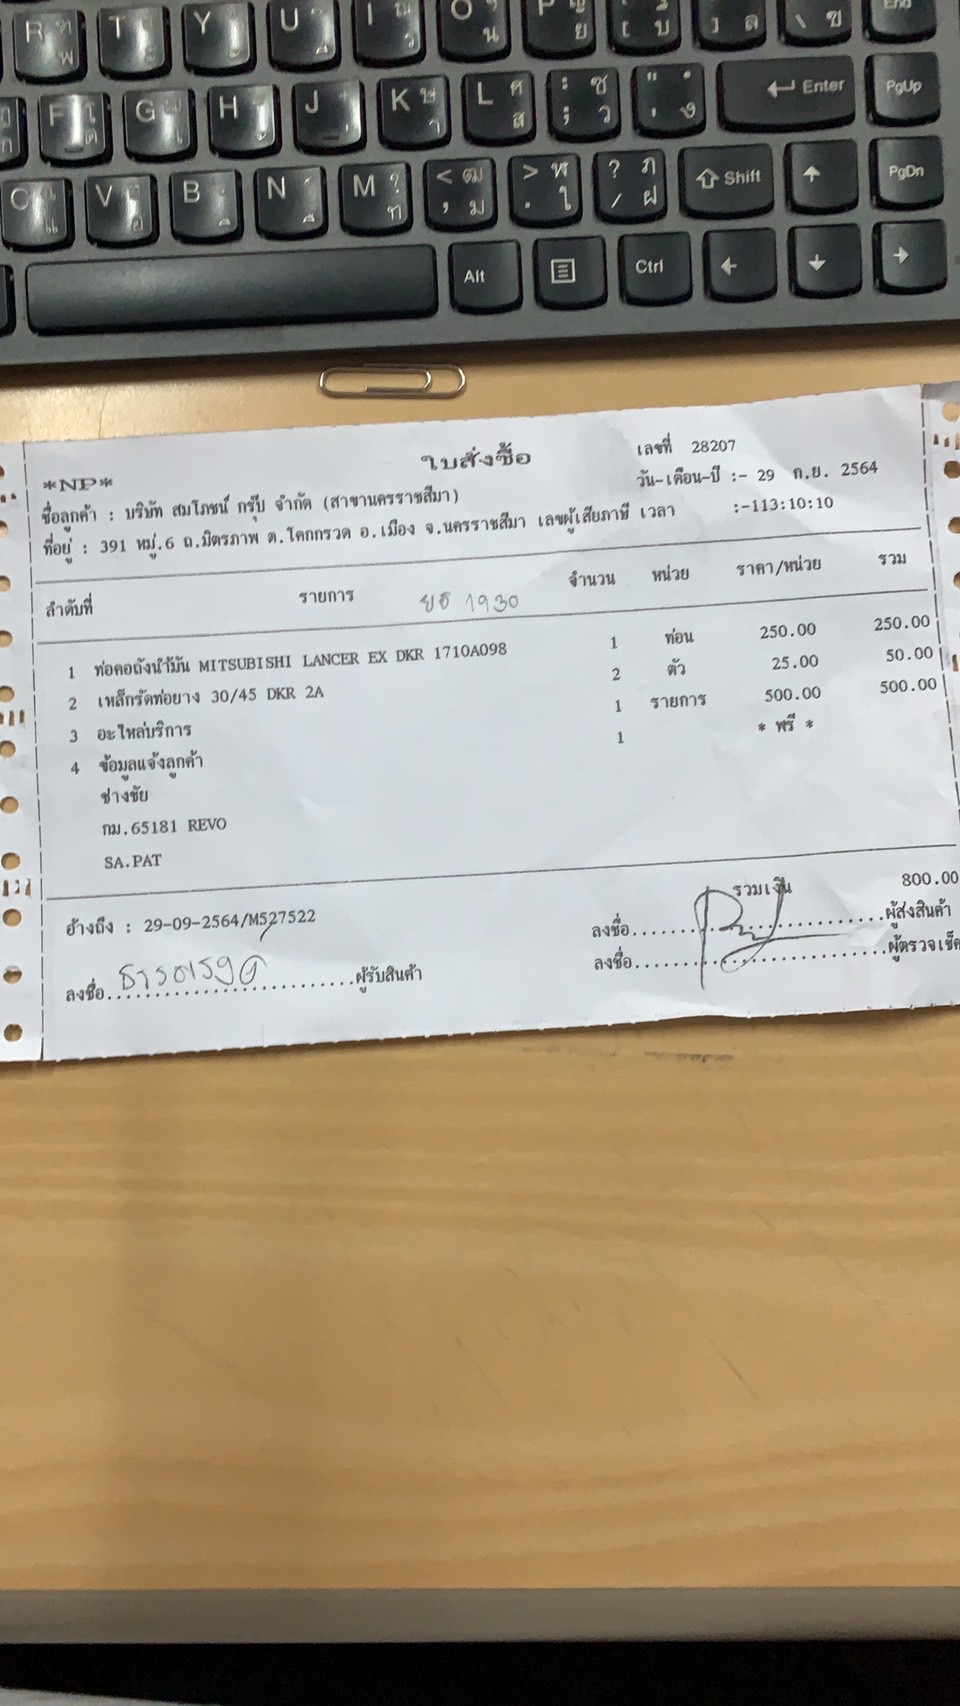 R T Y U I O P End
F G H J K L Enter PgUp
C V B N M < , > . ? / Shift PgDn
Alt Ctrl
ใบสั่งซื้อ
เลขที่ 28207
*NP*
วัน-เดือน-ปี :- 29 ก.ย. 2564
ชื่อลูกค้า : บริษัท สมโภชน์ กรุ๊ป จำกัด (สาขานครราชสีมา)
ที่อยู่ : 391 หมู่.6 ถ.มิตรภาพ ต.โคกกรวด อ.เมือง จ.นครราชสีมา เลขผู้เสียภาษี เวลา :-113:10:10
ลำดับที่ รายการ จำนวน หน่วย ราคา/หน่วย รวม
1930
1 ท่อคอถังน้ำมัน MITSUBISHI LANCER EX DKR 1710A098 1 ท่อน 250.00 250.00
2 เหล็กรัดท่อยาง 30/45 DKR 2A 2 ตัว 25.00 50.00
3 อะไหล่บริการ 1 รายการ 500.00 500.00
4 ข้อมูลแจ้งลูกค้า 1 * ฟรี *
ช่างชัย
กม.65181 REVO
SA.PAT
รวมเงิน 800.00
อ้างถึง : 29-09-2564/M527522
ลงชื่อ....................ผู้ส่งสินค้า
ลงชื่อ....................ผู้ตรวจเช็ค
ลงชื่อ....................ผู้รับสินค้า